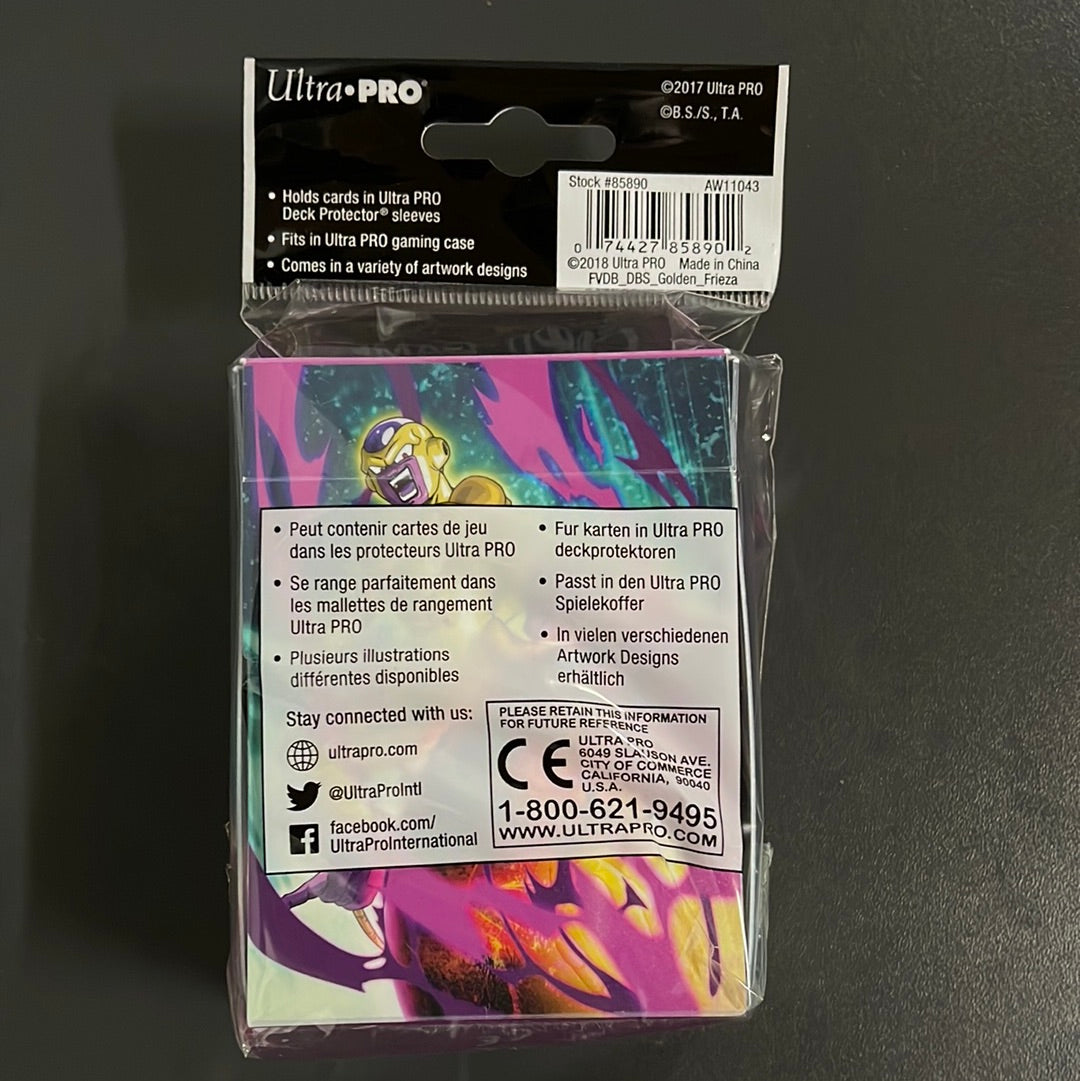 Ultra•PRO®
©2017 Ultra PRO
©B.S./S., T.A.
• Holds cards in Ultra PRO
Deck Protector® sleeves
• Fits in Ultra PRO gaming case
• Comes in a variety of artwork designs
Stock #85890 AW11043
0 74427 85890 2
©2018 Ultra PRO Made in China
FVDB_DBS_Golden_Frieza
• Peut contenir cartes de jeu
dans les protecteurs Ultra PRO
• Se range parfaitement dans
les mallettes de rangement
Ultra PRO
• Plusieurs illustrations
différentes disponibles
• Fur karten in Ultra PRO
deckprotektoren
• Passt in den Ultra PRO
Spielekoffer
• In vielen verschiedenen
Artwork Designs
erhältlich
Stay connected with us:
ultrapro.com
@UltraProIntl
facebook.com/
UltraProInternational
PLEASE RETAIN THIS INFORMATION
FOR FUTURE REFERENCE
CE
ULTRA PRO
6049 SLAUSON AVE.
CITY OF COMMERCE
CALIFORNIA, 90040
U.S.A.
1-800-621-9495
WWW.ULTRAPRO.COM